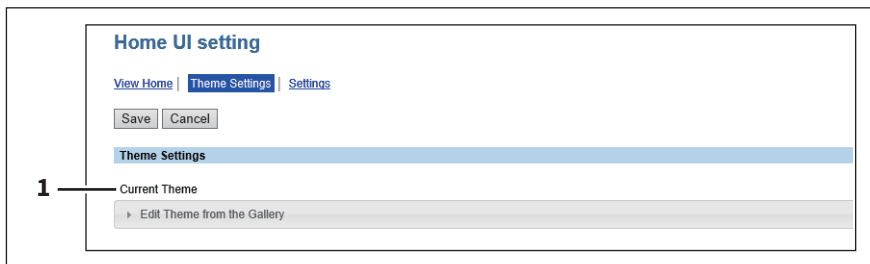 Home UI setting
View Home | Theme Settings | Settings
Save Cancel
Theme Settings
1 Current Theme
Edit Theme from the Gallery